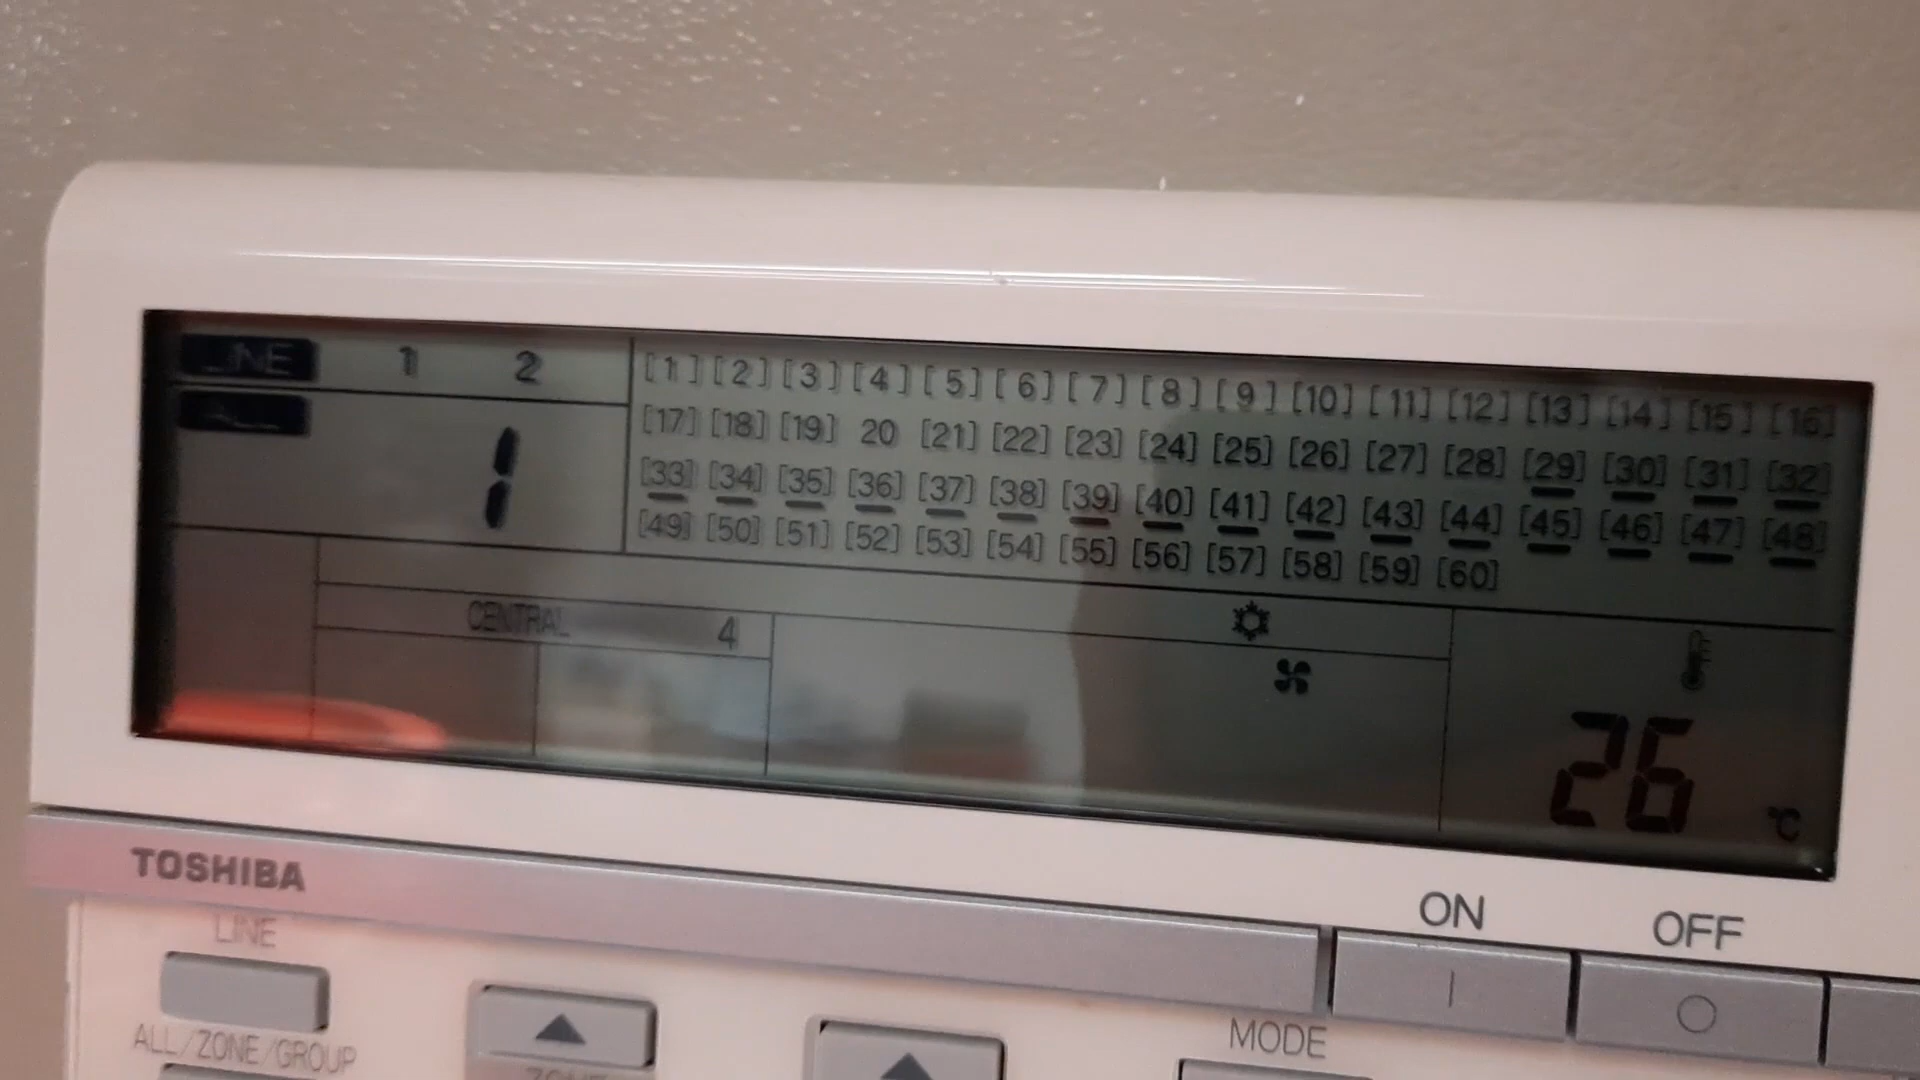 LINE 1 2
ALL 1
[1] [2] [3] [4] [5] [6] [7] [8] [9] [10] [11] [12] [13] [14] [15] [16]
[17] [18] [19] 20 [21] [22] [23] [24] [25] [26] [27] [28] [29] [30] [31] [32]
[33] [34] [35] [36] [37] [38] [39] [40] [41] [42] [43] [44] [45] [46] [47] [48]
[49] [50] [51] [52] [53] [54] [55] [56] [57] [58] [59] [60]
CENTRAL 4
26 °C
TOSHIBA
ON OFF
LINE
ALL/ZONE/GROUP
ZONE
MODE